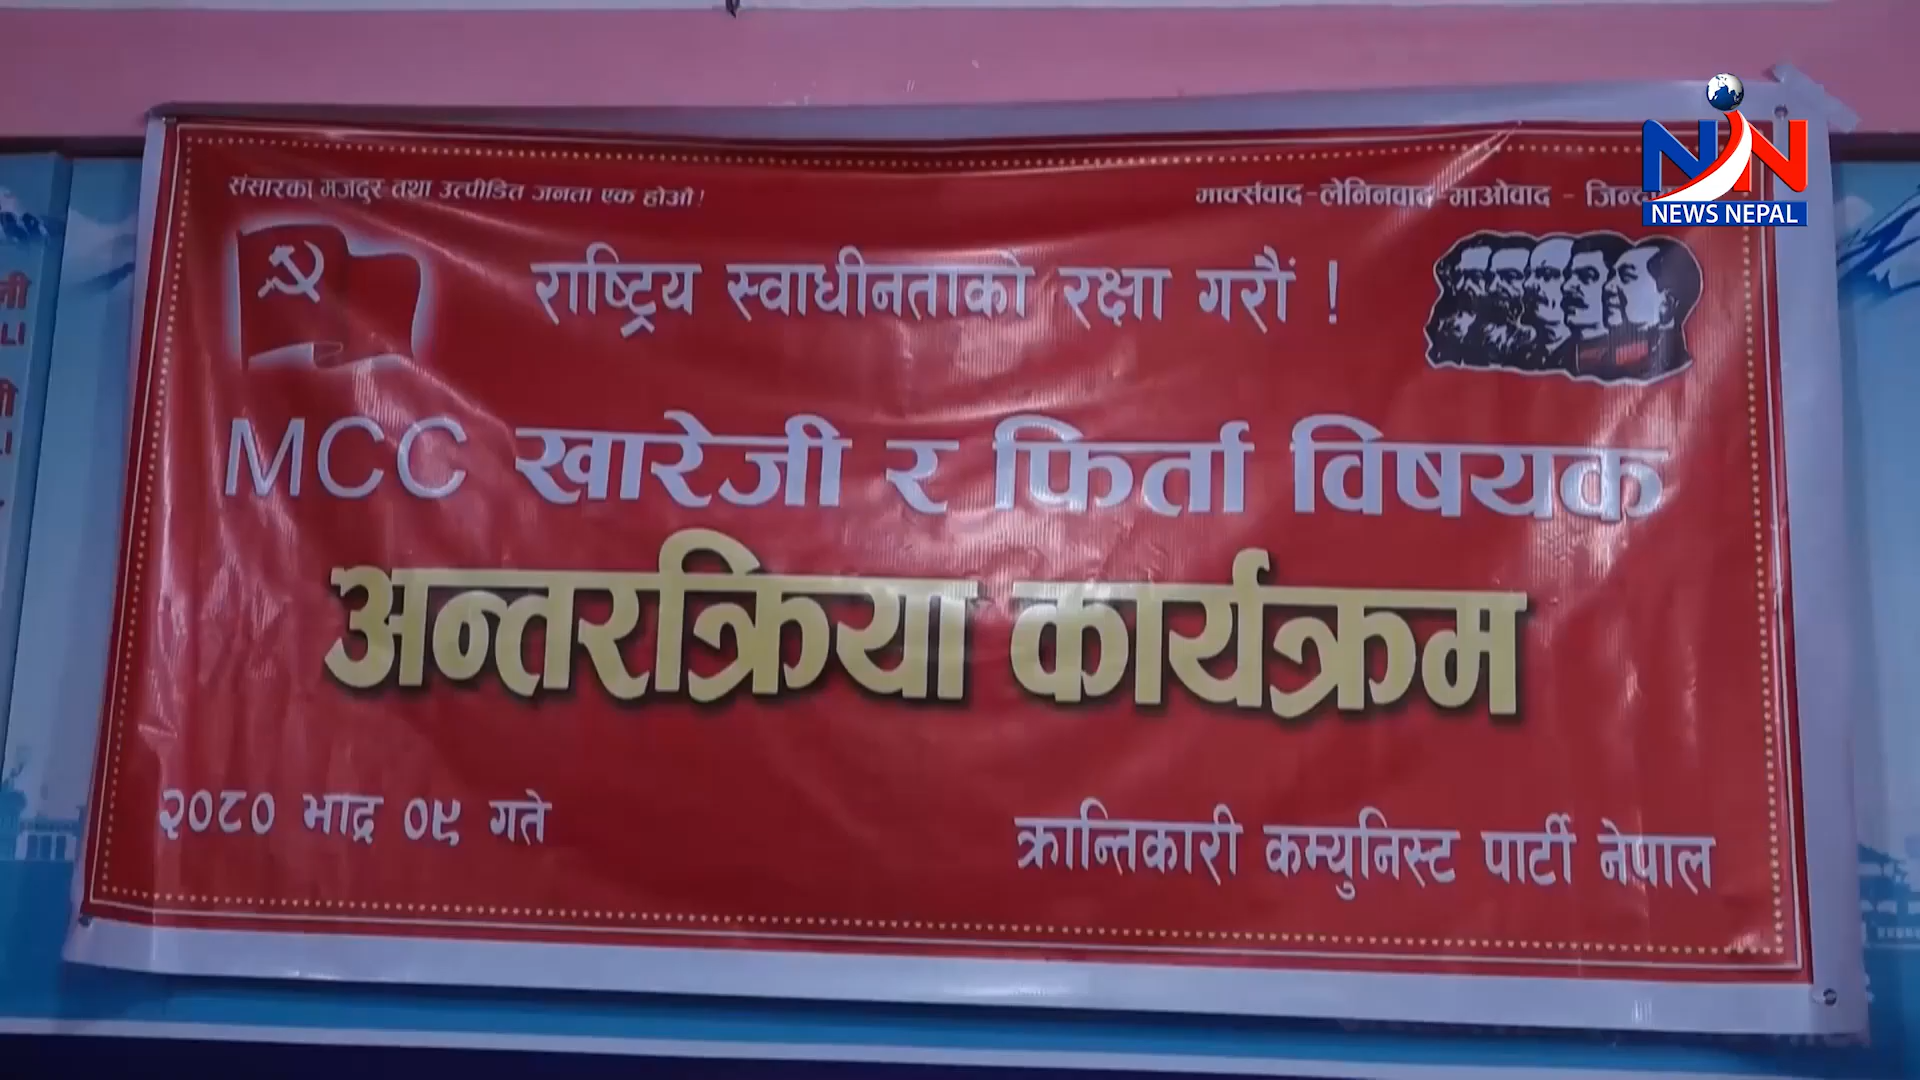 संसारका मजदुर तथा उत्पीडित जनता एक होऔ!
मार्क्सवाद-लेनिनवाद-माओवाद -
NN
NEWS NEPAL
राष्ट्रिय स्वाधीनताको रक्षा गरौं !
MCC खारेजी र फिर्ता विषयक
अन्तरक्रिया कार्यक्रम
२०८० भाद्र ०९ गते
क्रान्तिकारी कम्युनिस्ट पार्टी नेपाल